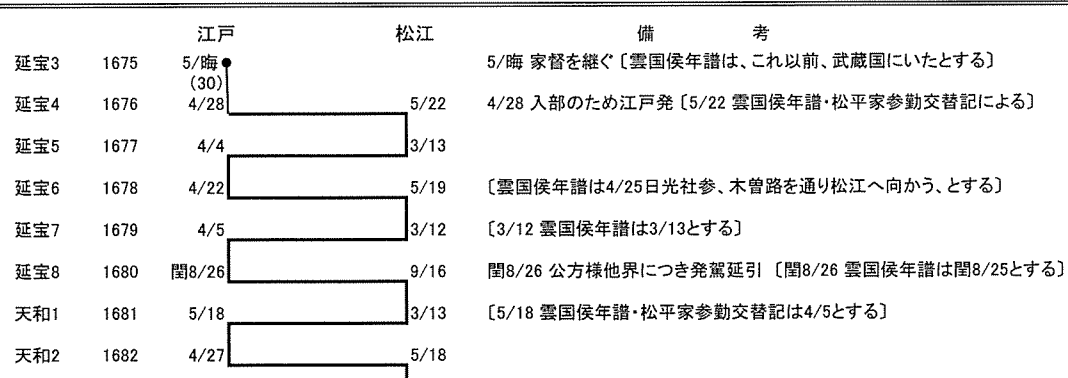 江戸 松江 備 考
延宝3 1675 5/晦 5/晦 家督を継ぐ〔雲国侯年譜は、これ以前、武蔵国にいたとする〕
(30)
延宝4 1676 4/28 5/22 4/28 入部のため江戸発〔5/22 雲国侯年譜・松平家参勤交替記による〕
延宝5 1677 4/4 3/13
延宝6 1678 4/22 5/19 〔雲国侯年譜は4/25日光社参、木曽路を通り松江へ向かう、とする〕
延宝7 1679 4/5 3/12 〔3/12 雲国侯年譜は3/13とする〕
延宝8 1680 閏8/26 9/16 閏8/26 公方様他界につき発駕延引 〔閏8/26 雲国侯年譜は閏8/25とする〕
天和1 1681 5/18 3/13 〔5/18 雲国侯年譜・松平家参勤交替記は4/5とする〕
天和2 1682 4/27 5/18